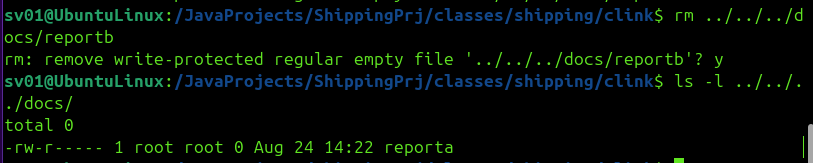 sv01@UbuntuLinux:/JavaProjects/ShippingPrj/classes/shipping/clink$ rm ../../../d
ocs/reportb
rm: remove write-protected regular empty file '../../../docs/reportb'? y
sv01@UbuntuLinux:/JavaProjects/ShippingPrj/classes/shipping/clink$ ls -l ../../.
./docs/
total 0
-rw-r----- 1 root root 0 Aug 24 14:22 reporta